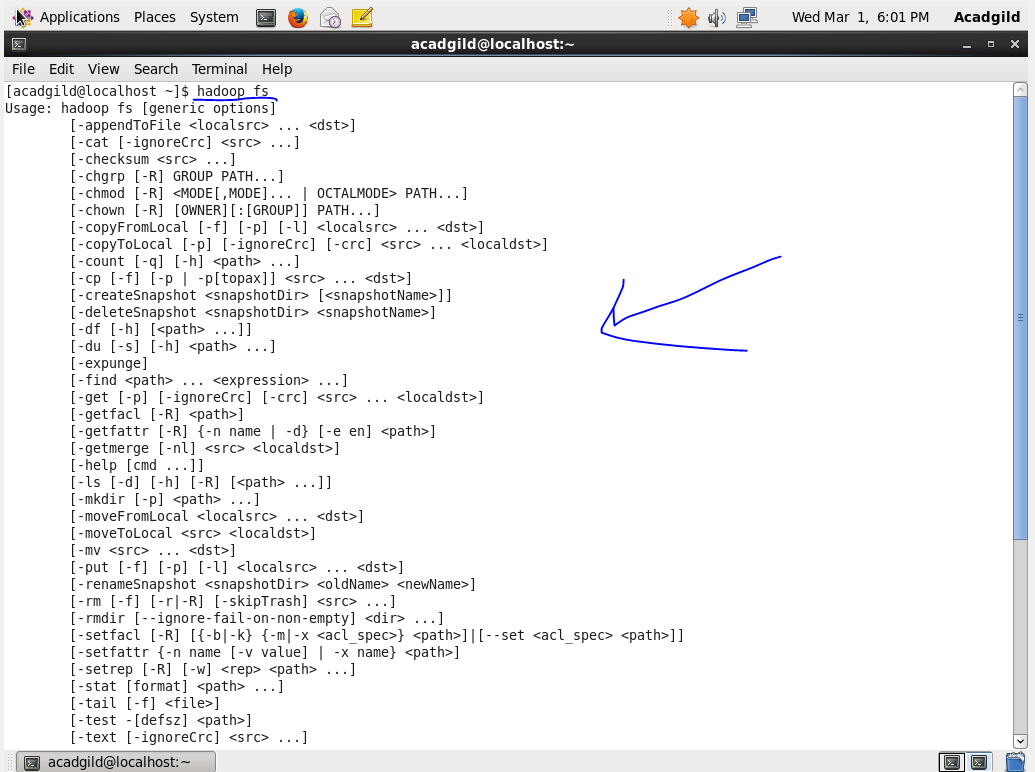 Applications Places System Wed Mar 1, 6:01 PM Acadgild
acadgild@localhost:~
File Edit View Search Terminal Help
[acadgild@localhost ~]$ hadoop fs
Usage: hadoop fs [generic options]
[-appendToFile <localsrc> ... <dst>]
[-cat [-ignoreCrc] <src> ...]
[-checksum <src> ...]
[-chgrp [-R] GROUP PATH...]
[-chmod [-R] <MODE[,MODE]... | OCTALMODE> PATH...]
[-chown [-R] [OWNER][:[GROUP]] PATH...]
[-copyFromLocal [-f] [-p] [-l] <localsrc> ... <dst>]
[-copyToLocal [-p] [-ignoreCrc] [-crc] <src> ... <localdst>]
[-count [-q] [-h] <path> ...]
[-cp [-f] [-p | -p[topax]] <src> ... <dst>]
[-createSnapshot <snapshotDir> [<snapshotName>]]
[-deleteSnapshot <snapshotDir> <snapshotName>]
[-df [-h] [<path> ...]]
[-du [-s] [-h] <path> ...]
[-expunge]
[-find <path> ... <expression> ...]
[-get [-p] [-ignoreCrc] [-crc] <src> ... <localdst>]
[-getfacl [-R] <path>]
[-getfattr [-R] {-n name | -d} [-e en] <path>]
[-getmerge [-nl] <src> <localdst>]
[-help [cmd ...]]
[-ls [-d] [-h] [-R] [<path> ...]]
[-mkdir [-p] <path> ...]
[-moveFromLocal <localsrc> ... <dst>]
[-moveToLocal <src> <localdst>]
[-mv <src> ... <dst>]
[-put [-f] [-p] [-l] <localsrc> ... <dst>]
[-renameSnapshot <snapshotDir> <oldName> <newName>]
[-rm [-f] [-r|-R] [-skipTrash] <src> ...]
[-rmdir [--ignore-fail-on-non-empty] <dir> ...]
[-setfacl [-R] [{-b|-k} {-m|-x <acl_spec>} <path>]|[--set <acl_spec> <path>]]
[-setfattr {-n name [-v value] | -x name} <path>]
[-setrep [-R] [-w] <rep> <path> ...]
[-stat [format] <path> ...]
[-tail [-f] <file>]
[-test -[defsz] <path>]
[-text [-ignoreCrc] <src> ...]
acadgild@localhost:~